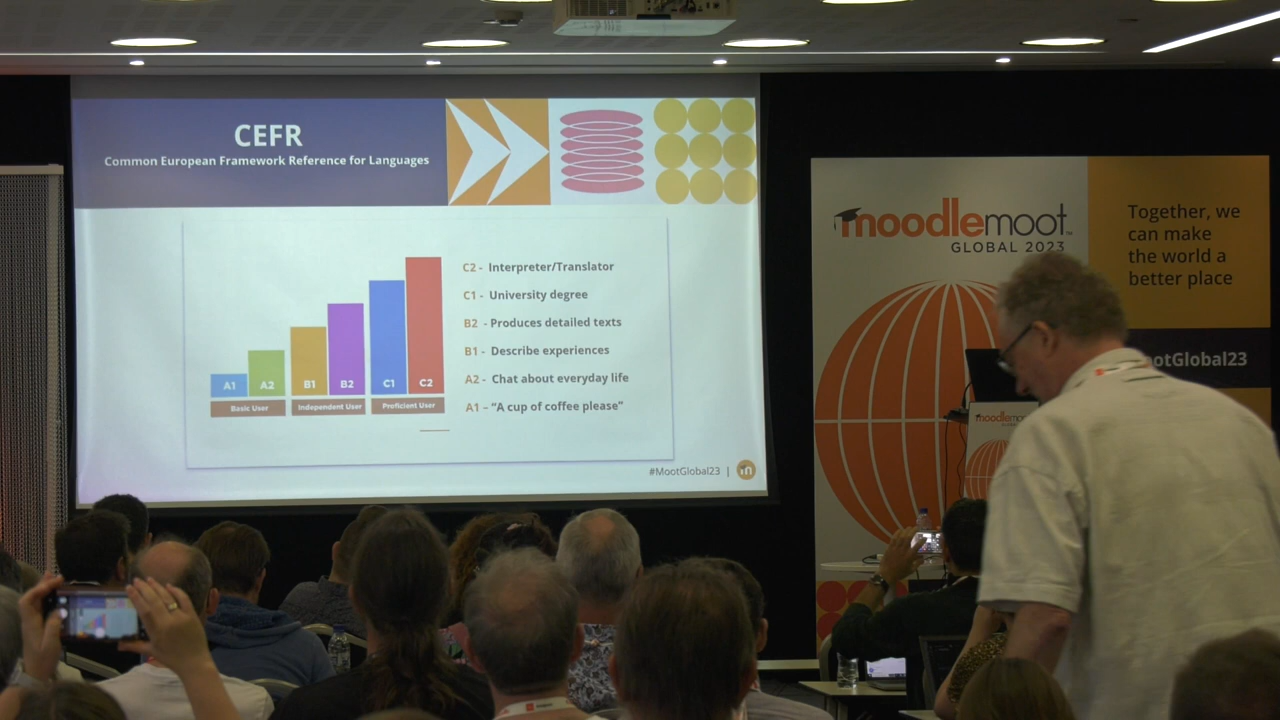 CEFR
Common European Framework Reference for Languages
C2 - Interpreter/Translator
C1 - University degree
B2 - Produces detailed texts
B1 - Describe experiences
A2 - Chat about everyday life
A1 – “A cup of coffee please”
A1 A2 B1 B2 C1 C2
Basic User Independent User Proficient User
#MootGlobal23 |
moodlemoot
GLOBAL 2023
Together, we
can make
the world a
better place
ootGlobal23
moodlemoo